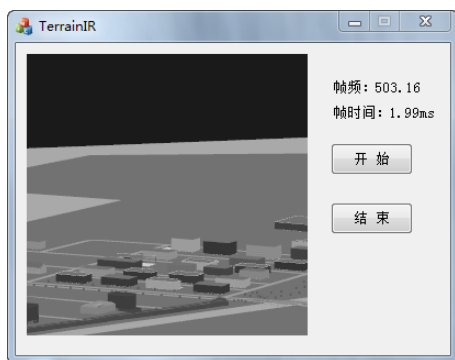 TerrainIR
帧频：503.16
帧时间：1.99ms
开 始
结 束